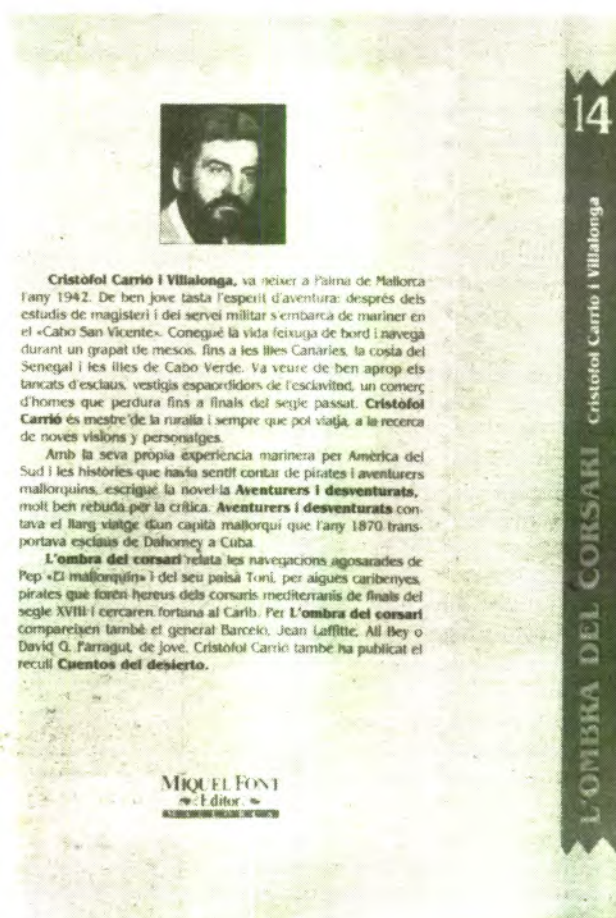 Cristòfol Carrió i Villalonga, va néixer a Palma de Mallorca
l'any 1942. De ben jove tasta l'esperit d'aventura: després dels
estudis de magisteri i del servei militar s'embarca de mariner en
el «Cabo San Vicente». Conegué la vida feixuga de bord i navegà
durant un grapat de mesos, fins a les Illes Canàries, la costa del
Senegal i les illes de Cabo Verde. Va veure de ben aprop els
tancats d'esclaus, vestigis espaordidors de l'esclavitud, un comerç
d'homes que perdura fins a finals del segle passat. Cristòfol
Carrió és mestre de la ruralia i sempre que pot viatja, a la recerca
de noves visions y personatges.
Amb la seva pròpia experiència marinera per Amèrica del
Sud i les històries que havia sentit contar de pirates i aventurers
mallorquins, escrigué la novel·la Aventurers i desventurats,
molt ben rebuda per la crítica. Aventurers i desventurats con-
tava el llarg viatge d'un capità mallorquí que l'any 1870 trans-
portava esclaus de Dahomey a Cuba.
L'ombra del corsari relata les navegacions agosarades de
Pep «El mallorquín» i del seu paisà Toni, per aigues caribenyes,
pirates que foren hereus dels corsaris mediterranis de finals del
segle XVIII i cercaren fortuna al Carib. Per L'ombra del corsari
compareixen també el general Barceló, Jean Laffitte, Alí Bey o
David G. Farragut, de jove. Cristòfol Carrió també ha publicat el
recull Cuentos del desierto.
MIQUEL FONT
Editor
14
Cristòfol Carrió i Villalonga
L'OMBRA DEL CORSARI